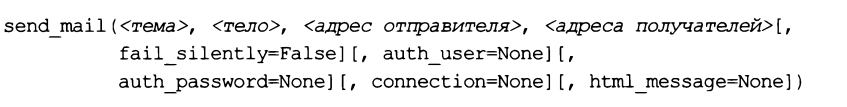 send_mail(<тема>, <тело>, <адрес отправителя>, <адреса получателей>[,
fail_silently=False][, auth_user=None][,
auth_password=None][, connection=None][, html_message=None])